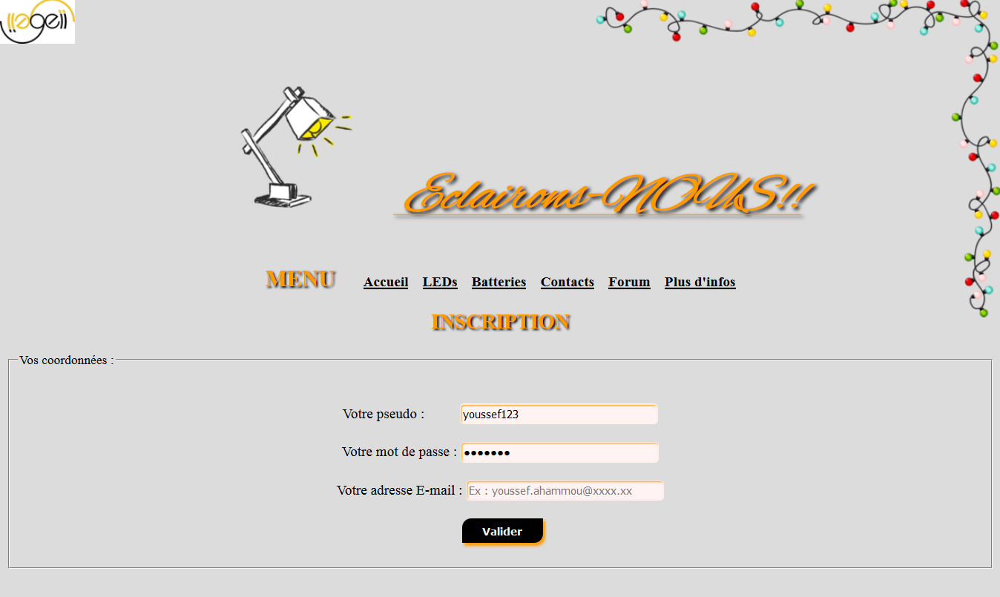 Eclairons-NOUS!!
MENU Accueil LEDs Batteries Contacts Forum Plus d'infos
INSCRIPTION
Vos coordonnées :
Votre pseudo : youssef123
Votre mot de passe : •••••••
Votre adresse E-mail : Ex : youssef.ahammou@xxxx.xx
Valider